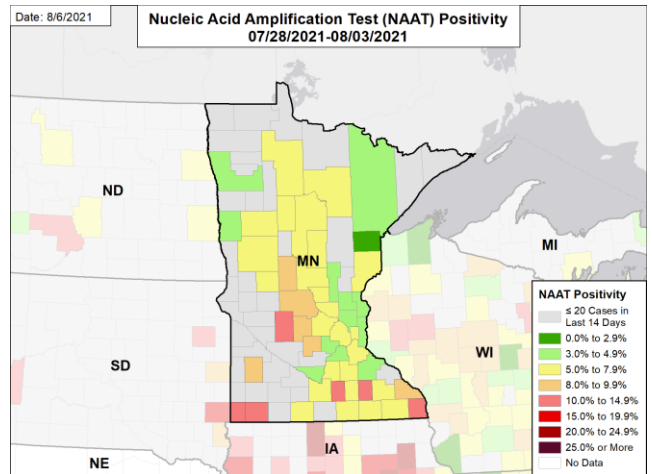 Date: 8/6/2021
Nucleic Acid Amplification Test (NAAT) Positivity
07/28/2021-08/03/2021
ND
MN
MI
SD
WI
NE
IA
NAAT Positivity
≤ 20 Cases in
Last 14 Days
0.0% to 2.9%
3.0% to 4.9%
5.0% to 7.9%
8.0% to 9.9%
10.0% to 14.9%
15.0% to 19.9%
20.0% to 24.9%
25.0% or More
No Data